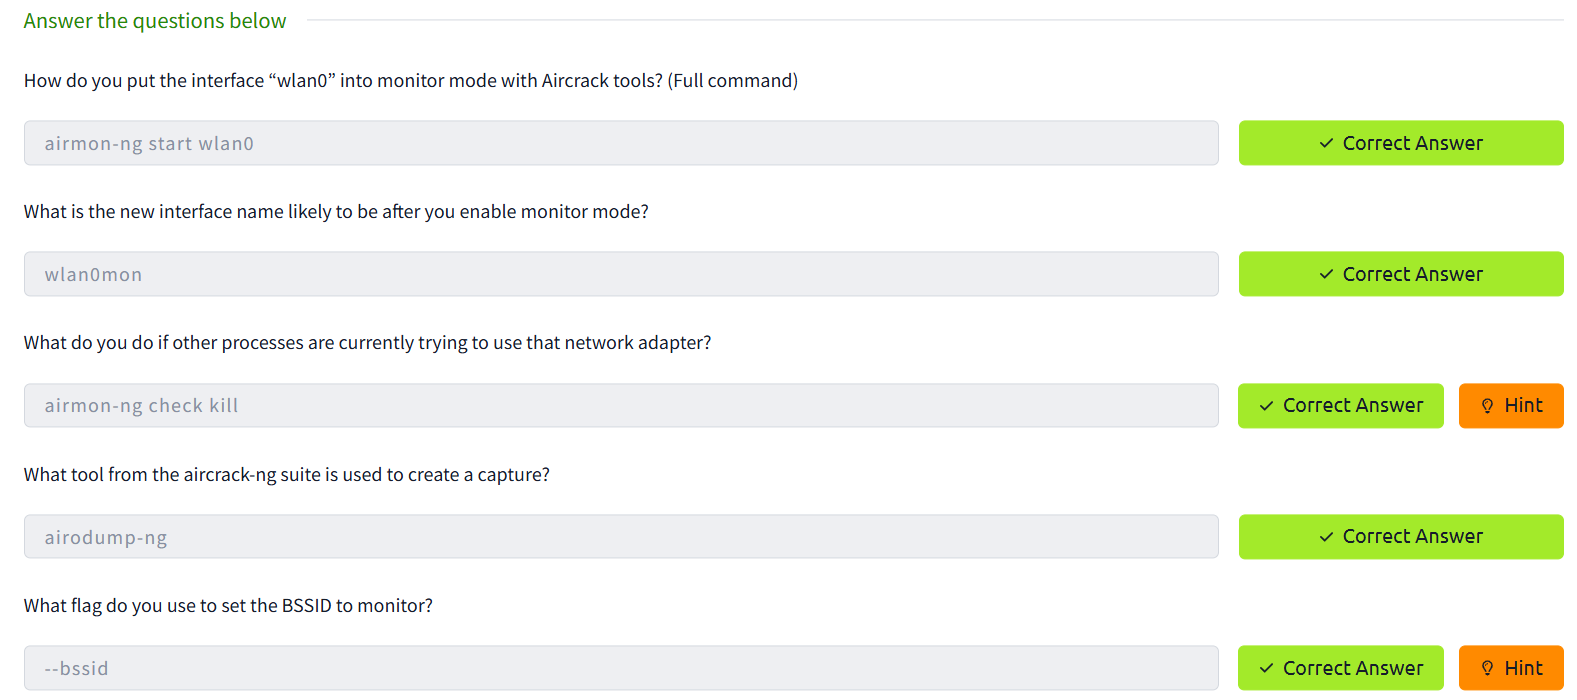 Answer the questions below
How do you put the interface “wlan0” into monitor mode with Aircrack tools? (Full command)
airmon-ng start wlan0
Correct Answer
What is the new interface name likely to be after you enable monitor mode?
wlan0mon
Correct Answer
What do you do if other processes are currently trying to use that network adapter?
airmon-ng check kill
Correct Answer
Hint
What tool from the aircrack-ng suite is used to create a capture?
airodump-ng
Correct Answer
What flag do you use to set the BSSID to monitor?
--bssid
Correct Answer
Hint